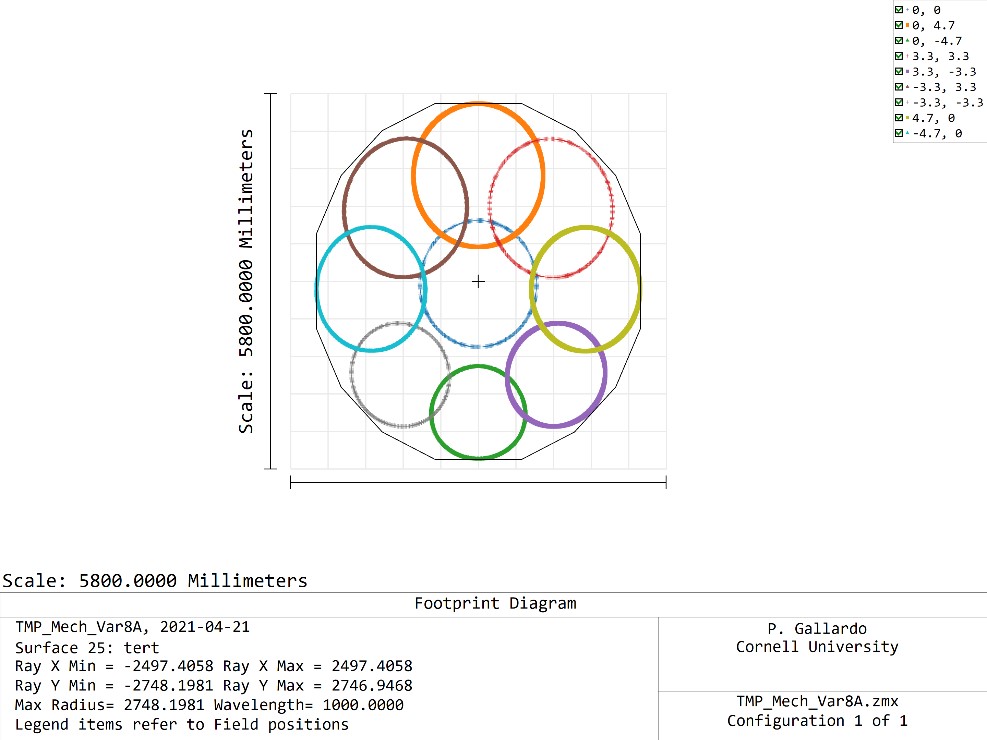 0, 0
0, 4.7
0, -4.7
3.3, 3.3
3.3, -3.3
-3.3, 3.3
-3.3, -3.3
4.7, 0
-4.7, 0
Scale: 5800.0000 Millimeters
Scale: 5800.0000 Millimeters
Footprint Diagram
TMP_Mech_Var8A, 2021-04-21
Surface 25: tert
Ray X Min = -2497.4058 Ray X Max = 2497.4058
Ray Y Min = -2748.1981 Ray Y Max = 2746.9468
Max Radius= 2748.1981 Wavelength= 1000.0000
Legend items refer to Field positions
P. Gallardo
Cornell University
TMP_Mech_Var8A.zmx
Configuration 1 of 1